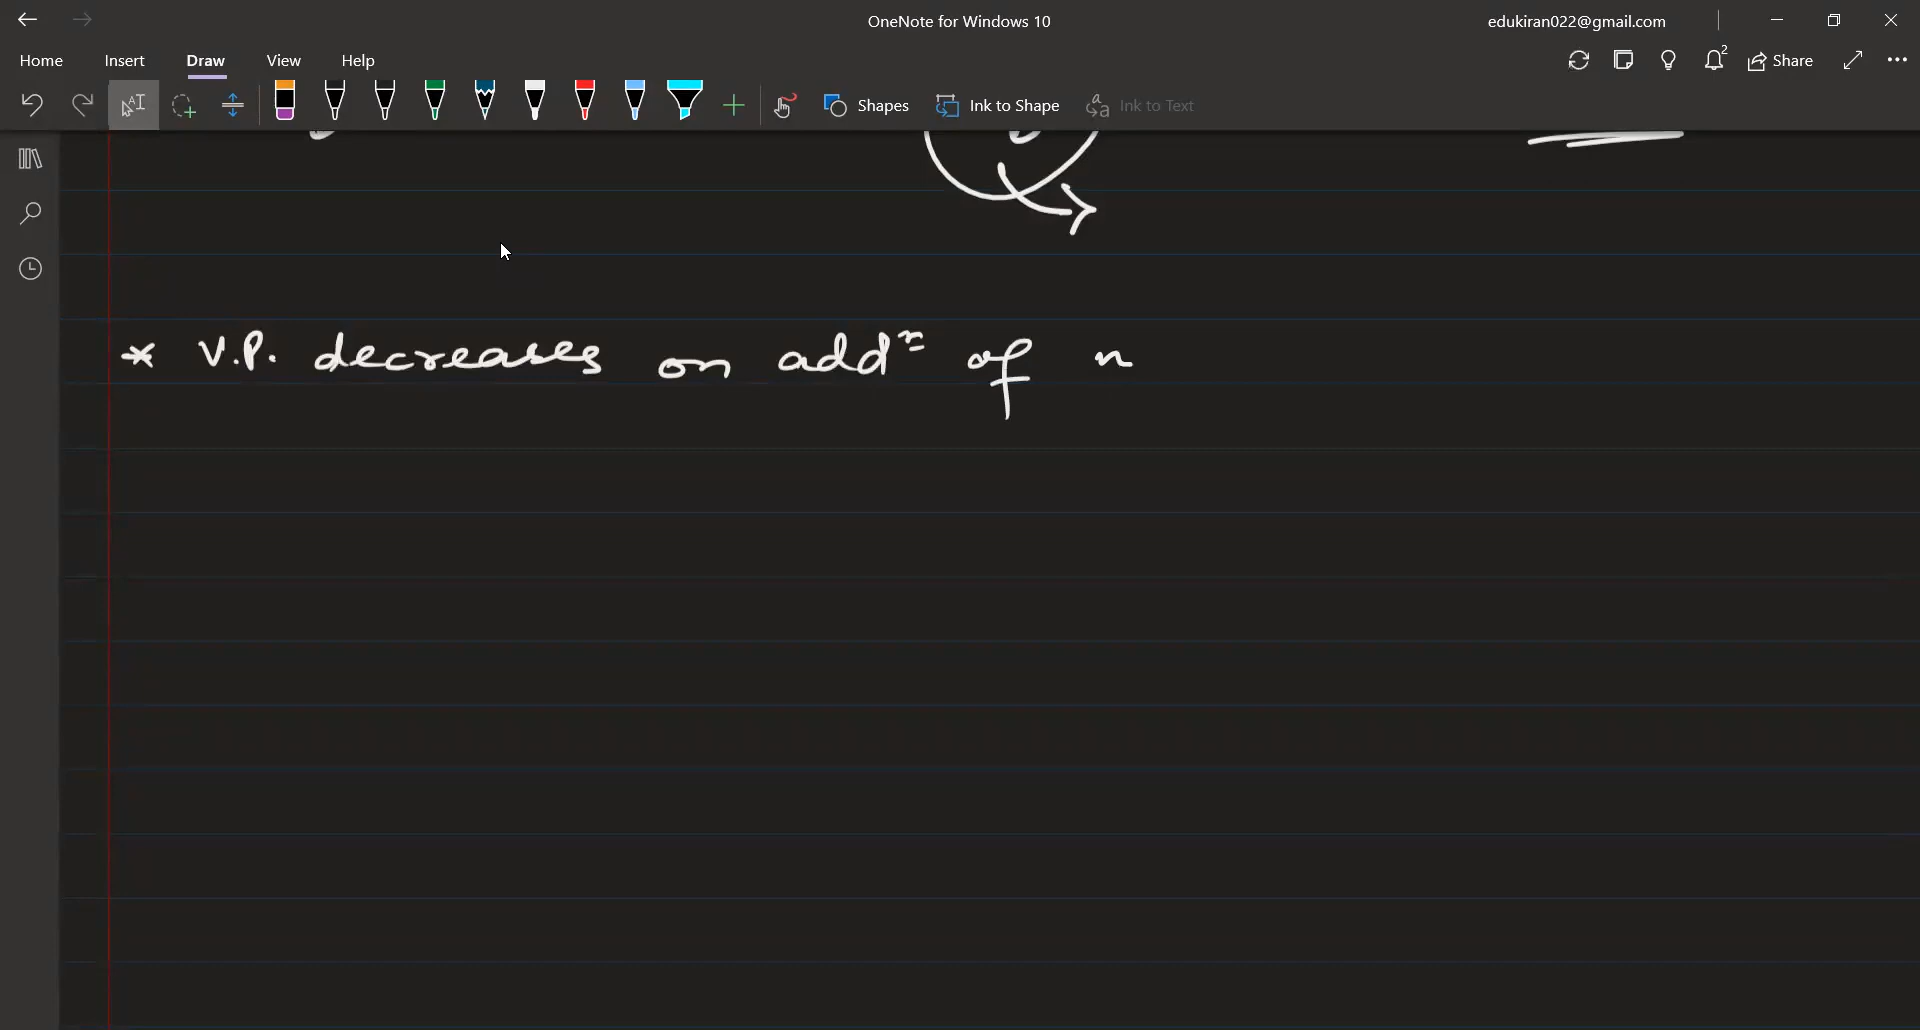 OneNote for Windows 10
edukiran022@gmail.com
Home Insert Draw View Help
2
Share
Shapes
Ink to Shape
Ink to Text
* V.P. decreases on addⁿ of n